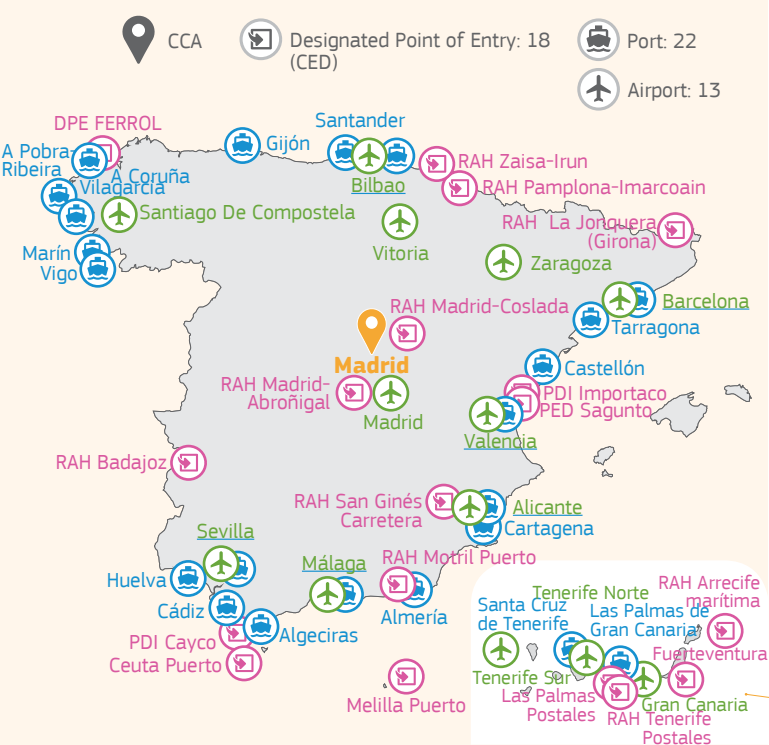 CCA
Designated Point of Entry: 18
(CED)
Port: 22
Airport: 13
DPE FERROL
Santander
Gijón
A Pobra-
Ribeira
A Coruña
Vilagarcía
Bilbao
RAH Zaisa-Irun
RAH Pamplona-Imarcoain
Santiago De Compostela
Vitoria
RAH La Jonquera
(Girona)
Marín
Vigo
Zaragoza
Barcelona
RAH Madrid-Coslada
Tarragona
Madrid
Castellón
RAH Madrid-
Abroñigal
Madrid
PDI Importaco
PED Sagunto
Valencia
RAH Badajoz
RAH San Ginés
Carretera
Alicante
Cartagena
Sevilla
Málaga
RAH Motril Puerto
Huelva
Cádiz
Almería
Algeciras
PDI Cayco
Ceuta Puerto
Melilla Puerto
Tenerife Norte
RAH Arrecife
marítima
Santa Cruz
de Tenerife
Las Palmas de
Gran Canaria
Fuerteventura
Tenerife Sur
Las Palmas
Postales
Gran Canaria
RAH Tenerife
Postales